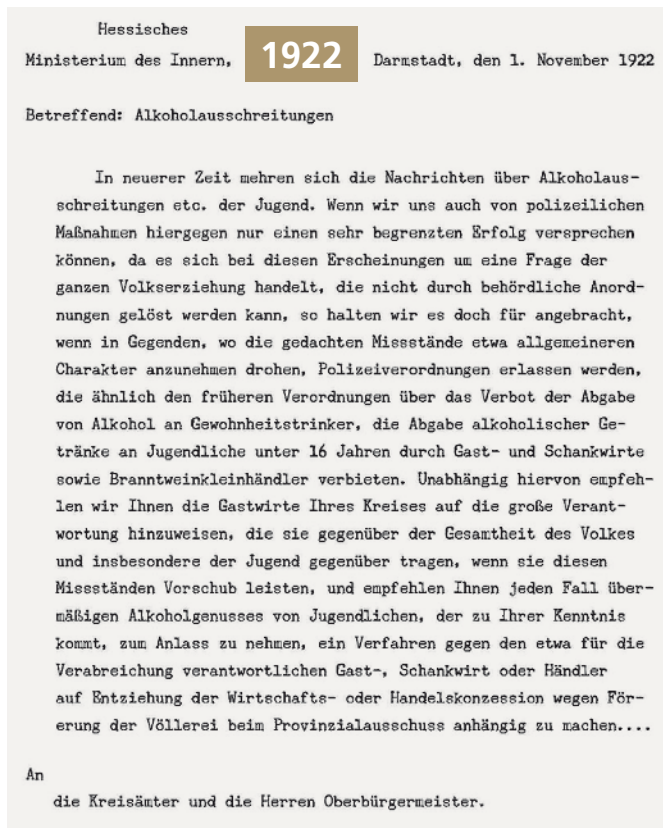 Hessisches
Ministerium des Innern, 1922 Darmstadt, den 1. November 1922
Betreffend: Alkoholausschreitungen
In neuerer Zeit mehren sich die Nachrichten über Alkoholaus-
schreitungen etc. der Jugend. Wenn wir uns auch von polizeilichen
Maßnahmen hiergegen nur einen sehr begrenzten Erfolg versprechen
können, da es sich bei diesen Erscheinungen um eine Frage der
ganzen Volkserziehung handelt, die nicht durch behördliche Anord-
nungen gelöst werden kann, so halten wir es doch für angebracht,
wenn in Gegenden, wo die gedachten Missstände etwa allgemeineren
Charakter anzunehmen drohen, Polizeiverordnungen erlassen werden,
die ähnlich den früheren Verordnungen über das Verbot der Abgabe
von Alkohol an Gewohnheitstrinker, die Abgabe alkoholischer Ge-
tränke an Jugendliche unter 16 Jahren durch Gast- und Schankwirte
sowie Branntweinkleinhändler verbieten. Unabhängig hiervon empfeh-
len wir Ihnen die Gastwirte Ihres Kreises auf die große Verant-
wortung hinzuweisen, die sie gegenüber der Gesamtheit des Volkes
und insbesondere der Jugend gegenüber tragen, wenn sie diesen
Missständen Vorschub leisten, und empfehlen Ihnen jeden Fall über-
mäßigen Alkoholgenusses von Jugendlichen, der zu Ihrer Kenntnis
kommt, zum Anlass zu nehmen, ein Verfahren gegen den etwa für die
Verabreichung verantwortlichen Gast-, Schankwirt oder Händler
auf Entziehung der Wirtschafts- oder Handelskonzession wegen För-
erung der Völlerei beim Provinzialausschuss anhängig zu machen....
An
die Kreisämter und die Herren Oberbürgermeister.